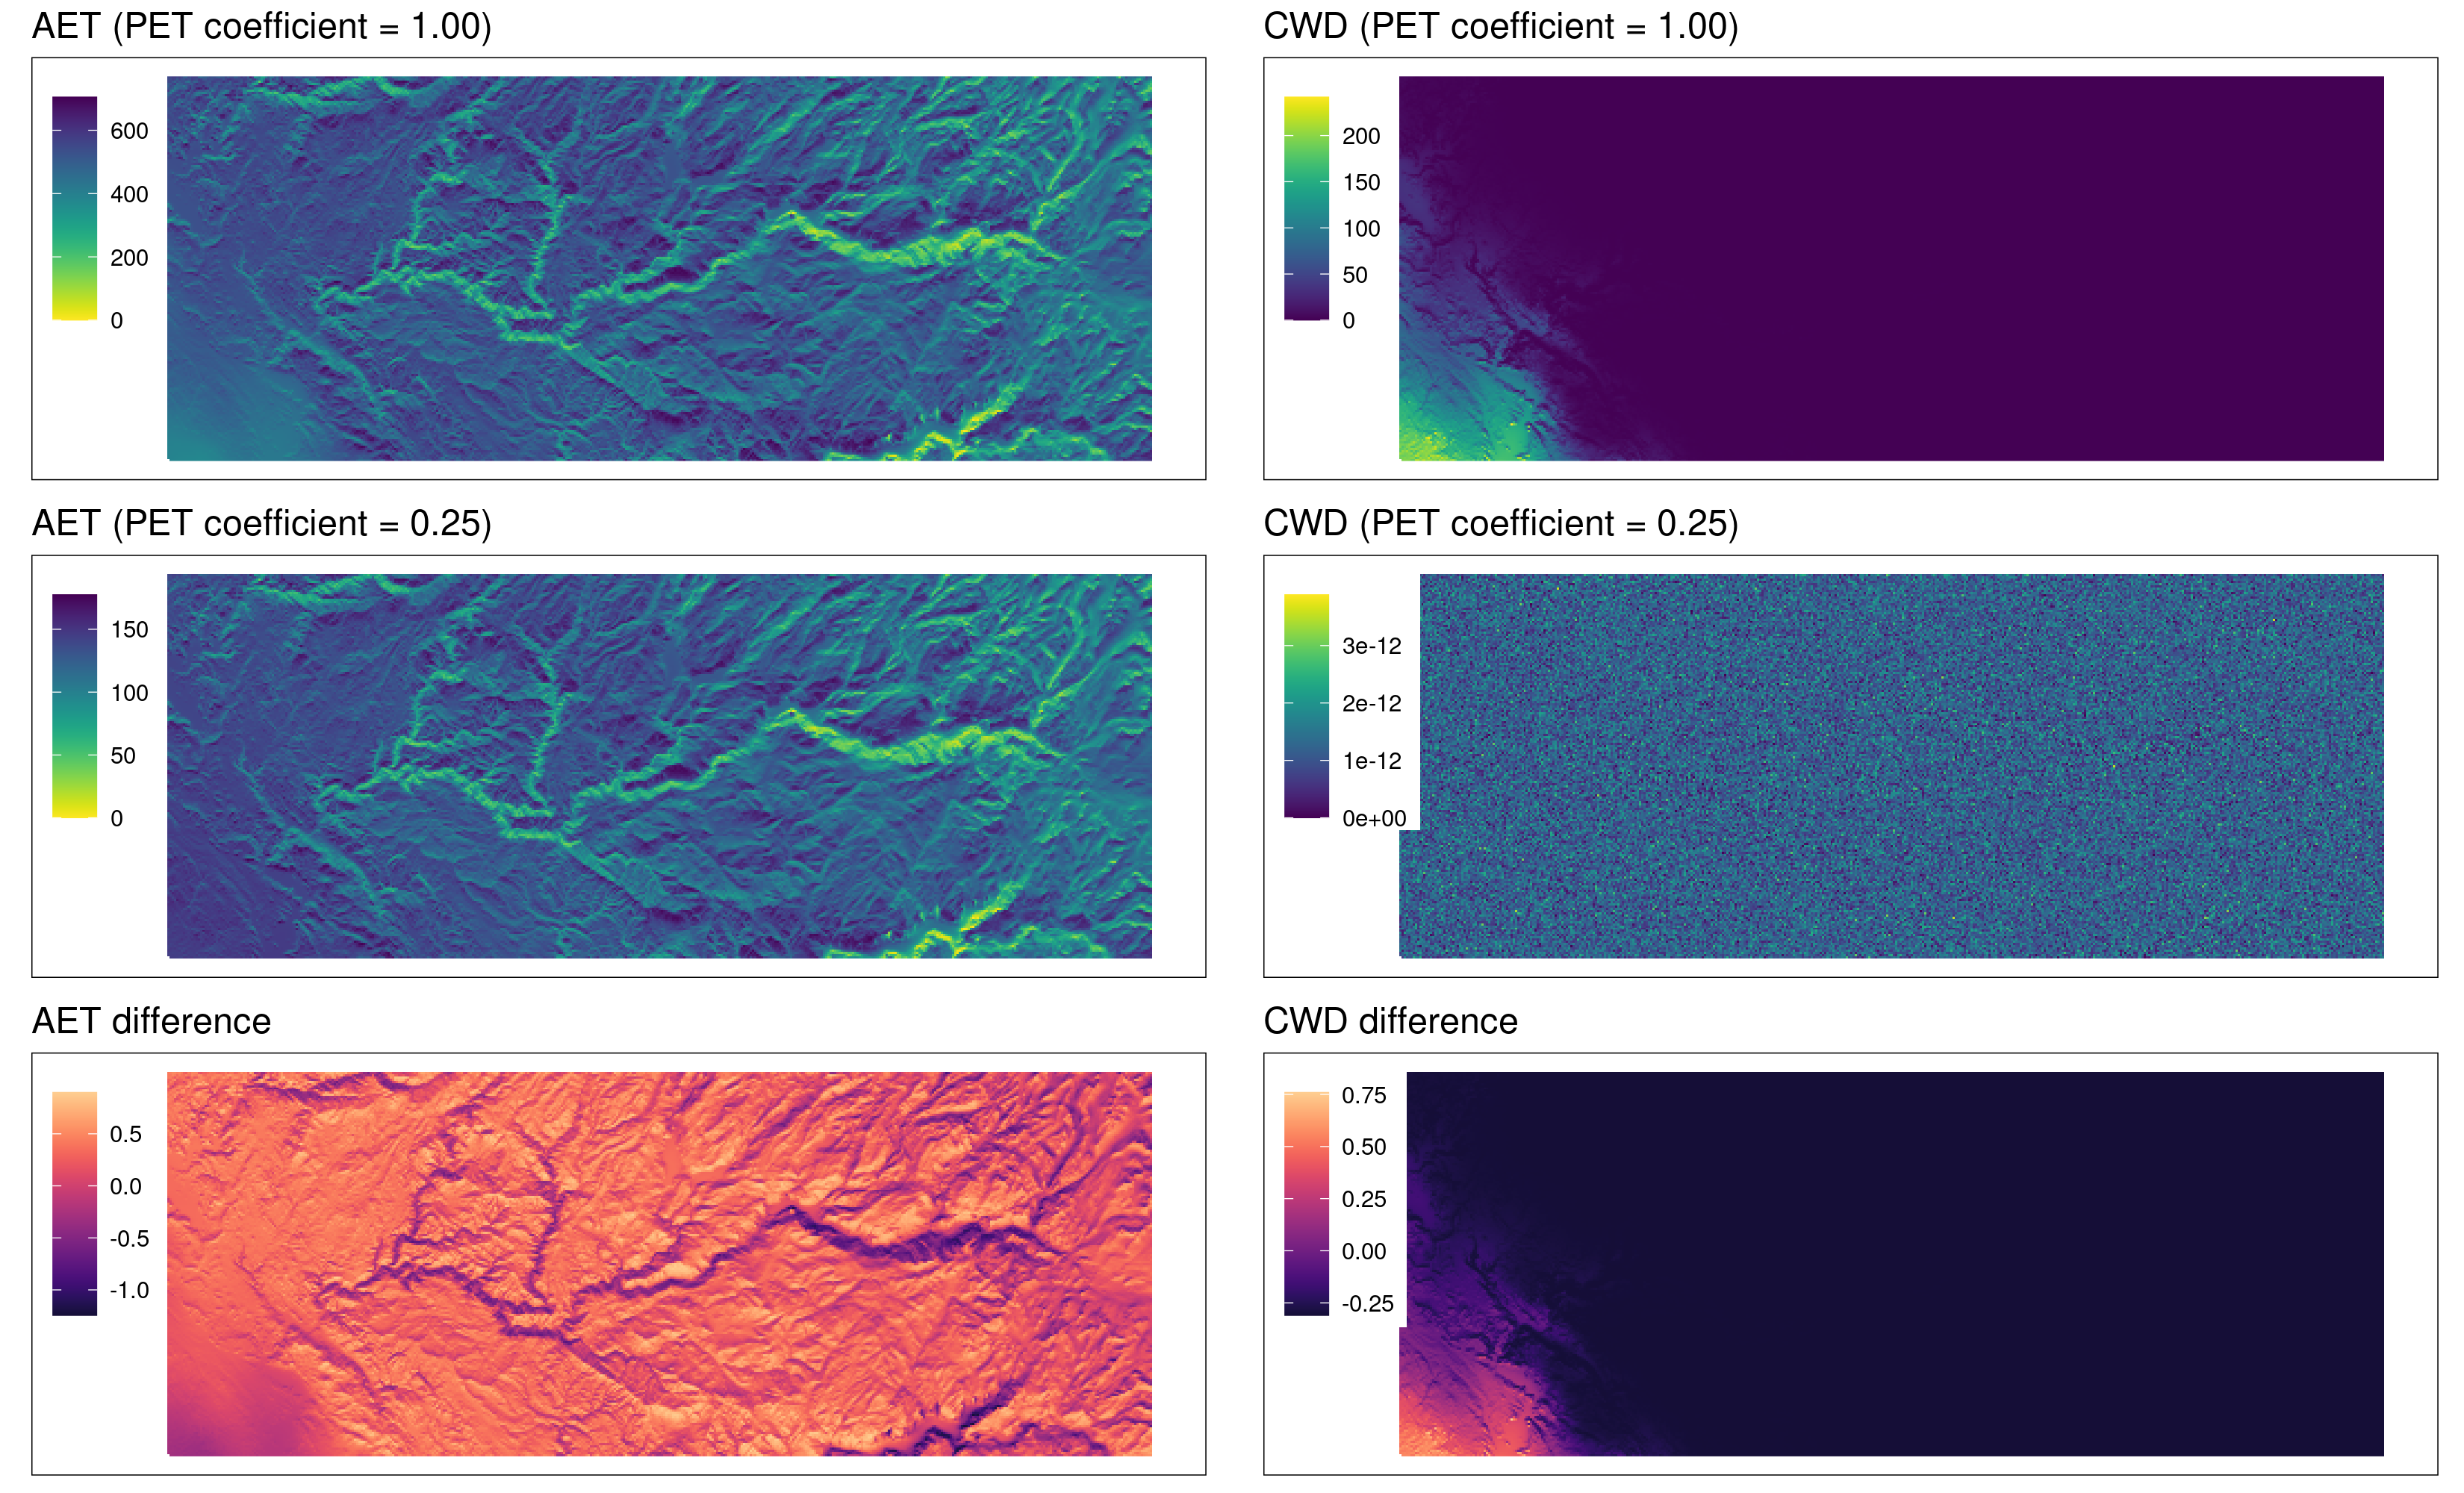 AET (PET coefficient = 1.00)
600
400
200
0
CWD (PET coefficient = 1.00)
200
150
100
50
0
AET (PET coefficient = 0.25)
150
100
50
0
CWD (PET coefficient = 0.25)
3e-12
2e-12
1e-12
0e+00
AET difference
0.5
0.0
-0.5
-1.0
CWD difference
0.75
0.50
0.25
0.00
-0.25